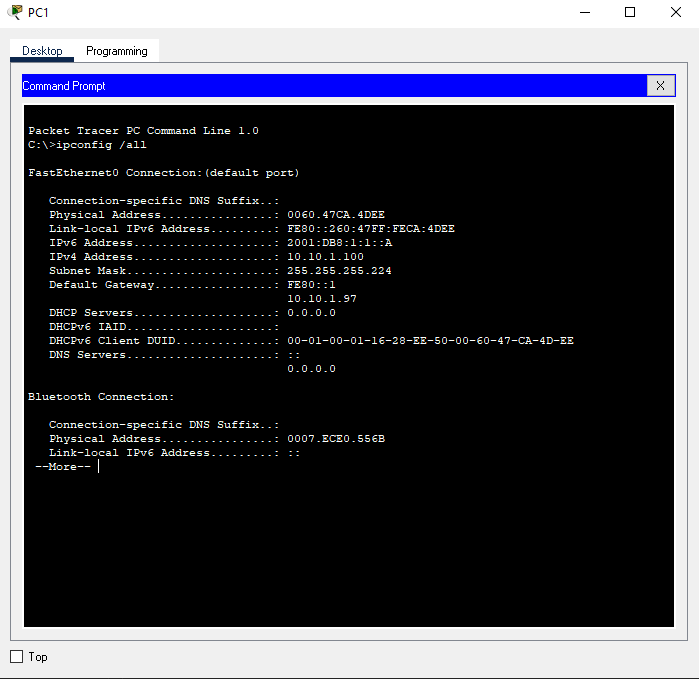 PC1
Desktop Programming
Command Prompt X
Packet Tracer PC Command Line 1.0
C:\>ipconfig /all
FastEthernet0 Connection:(default port)
Connection-specific DNS Suffix..:
Physical Address................: 0060.47CA.4DEE
Link-local IPv6 Address.........: FE80::260:47FF:FECA:4DEE
IPv6 Address....................: 2001:DB8:1:1::A
IPv4 Address....................: 10.10.1.100
Subnet Mask.....................: 255.255.255.224
Default Gateway.................: FE80::1
10.10.1.97
DHCP Servers....................: 0.0.0.0
DHCPv6 IAID.....................:
DHCPv6 Client DUID..............: 00-01-00-01-16-28-EE-50-00-60-47-CA-4D-EE
DNS Servers.....................: ::
0.0.0.0
Bluetooth Connection:
Connection-specific DNS Suffix..:
Physical Address................: 0007.ECE0.556B
Link-local IPv6 Address.........: ::
--More--
Top